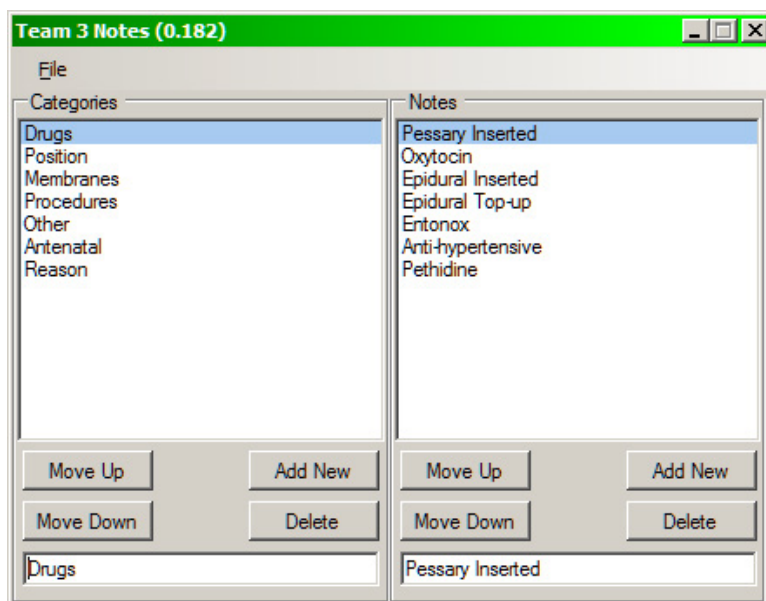 Team 3 Notes (0.182)
File
Categories
Drugs
Position
Membranes
Procedures
Other
Antenatal
Reason
Move Up
Add New
Move Down
Delete
Drugs
Notes
Pessary Inserted
Oxytocin
Epidural Inserted
Epidural Top-up
Entonox
Anti-hypertensive
Pethidine
Move Up
Add New
Move Down
Delete
Pessary Inserted